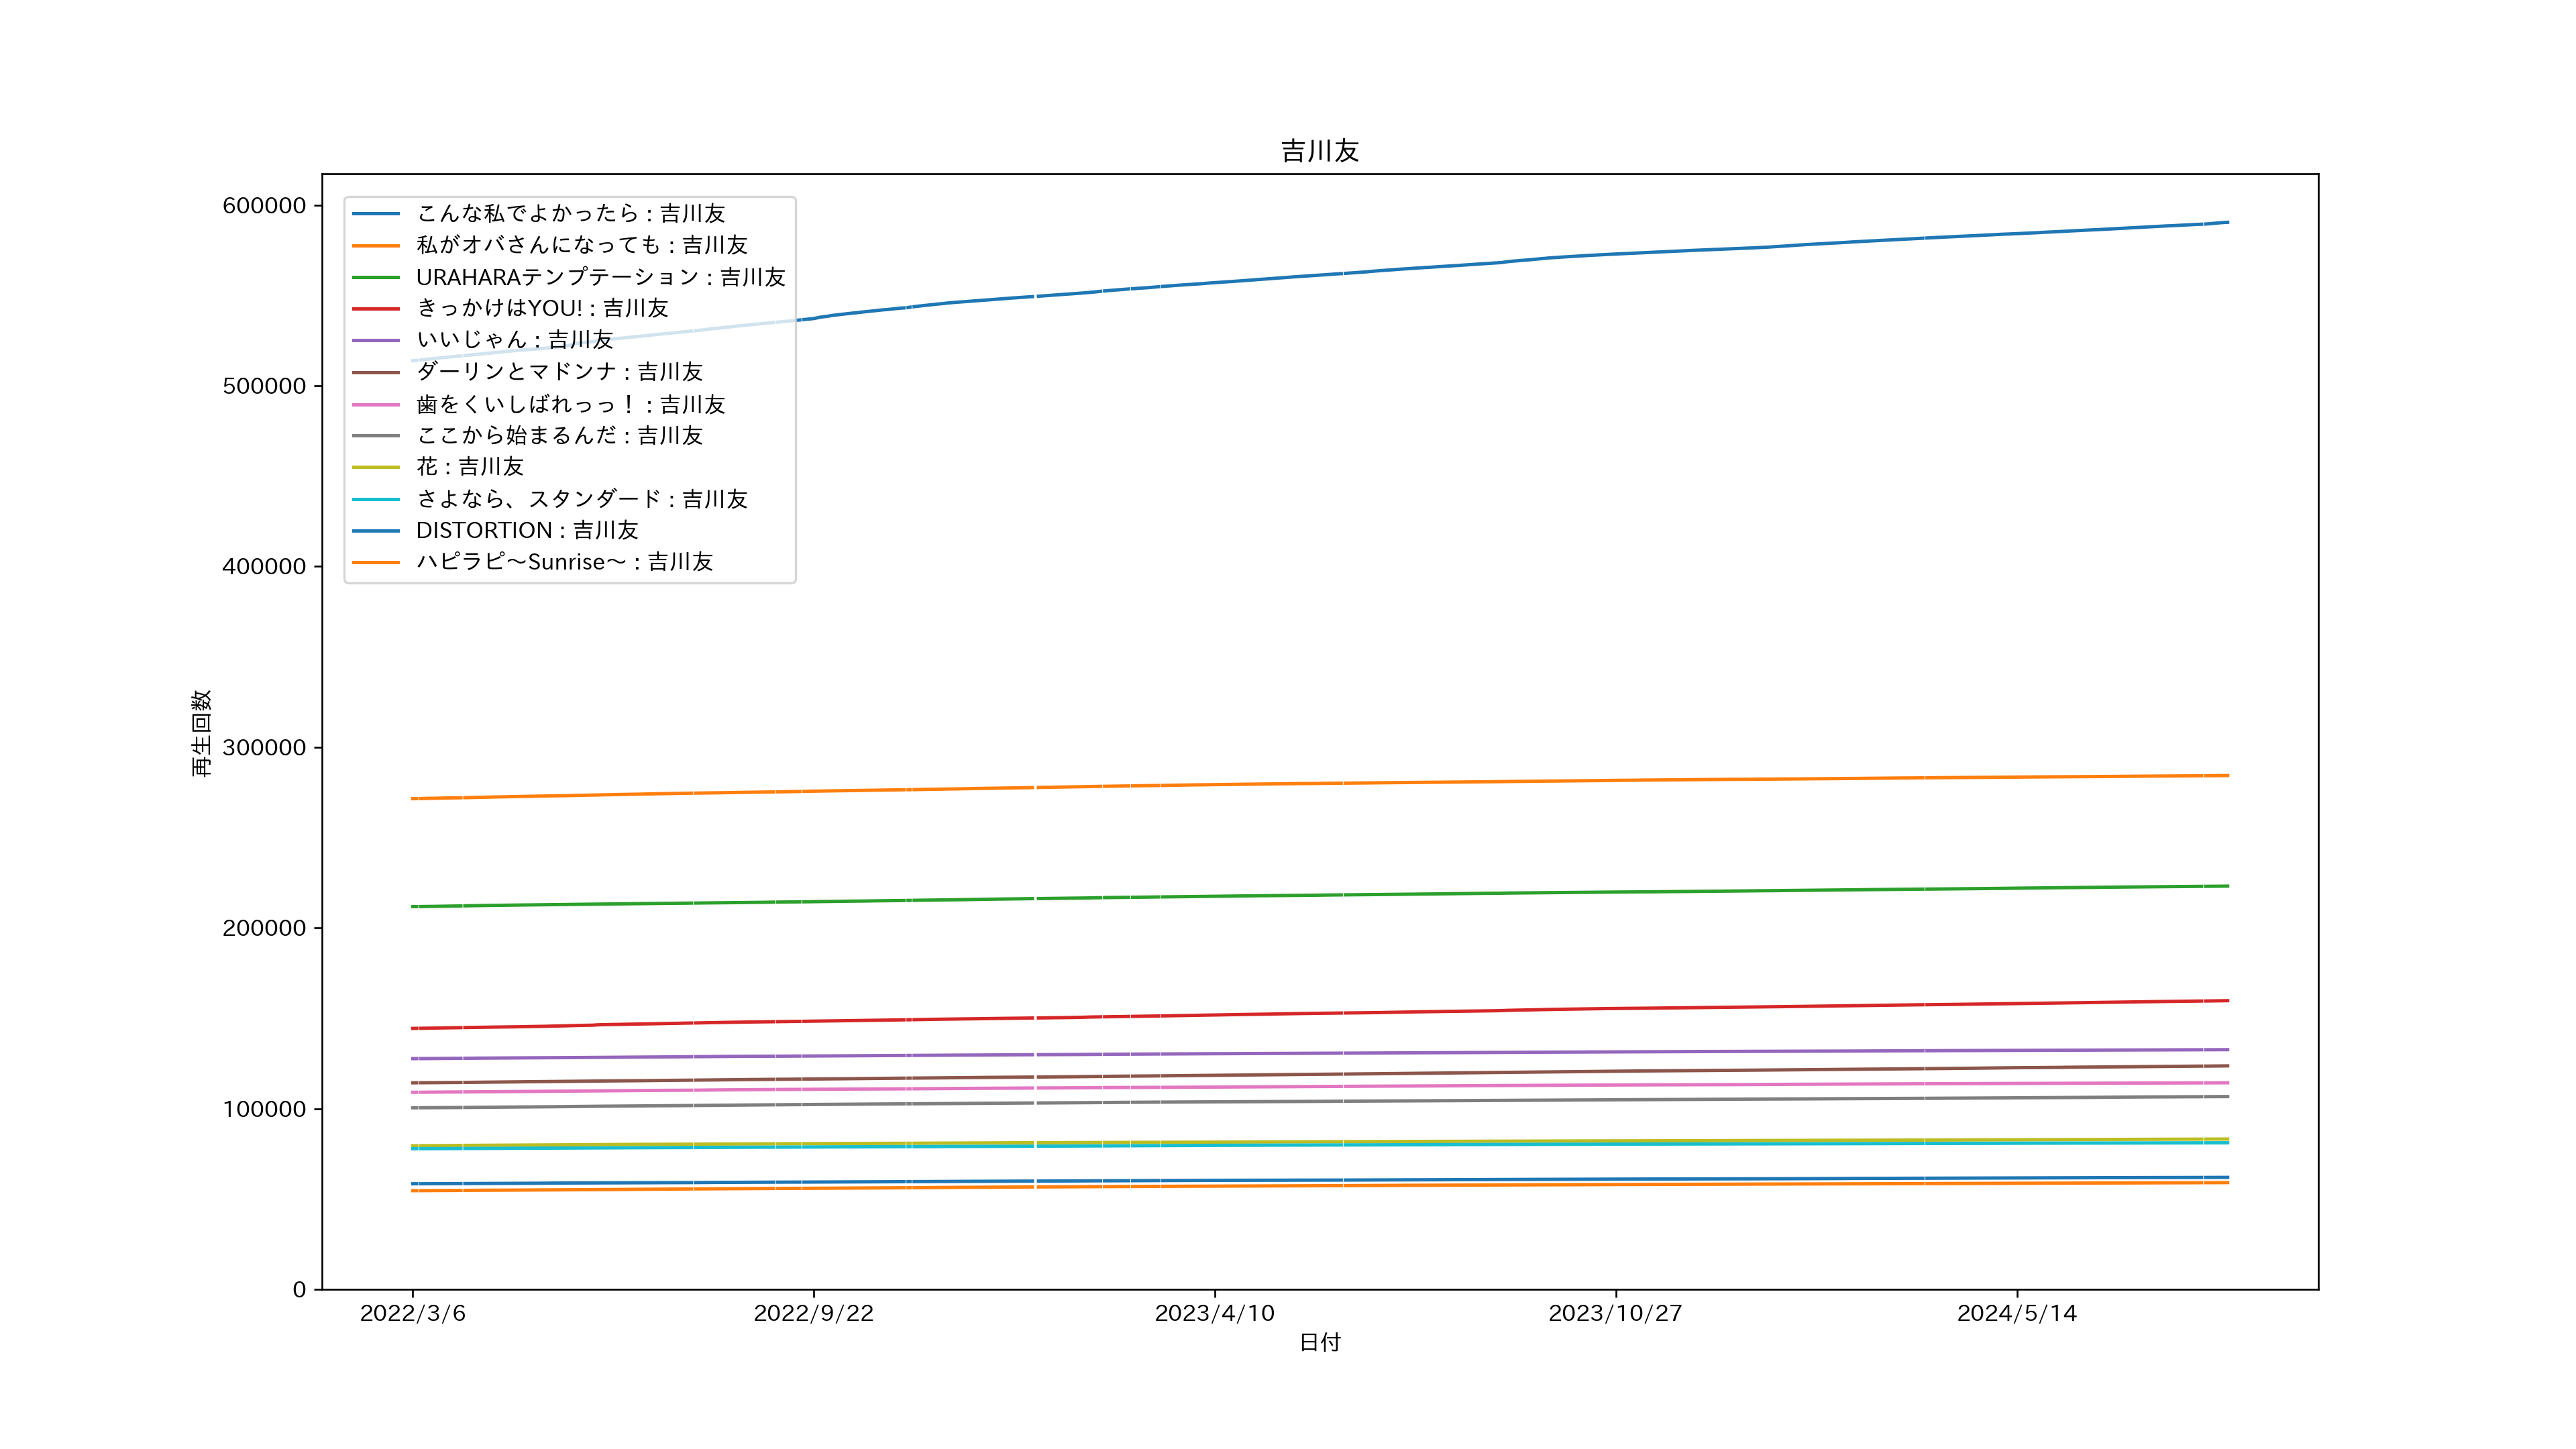 吉川友
600000
500000
400000
300000
200000
100000
0
再生回数
こんな私でよかったら : 吉川友
私がオバさんになっても : 吉川友
URAHARAテンプテーション : 吉川友
きっかけはYOU! : 吉川友
いいじゃん : 吉川友
ダーリンとマドンナ : 吉川友
歯をくいしばれっっ！ : 吉川友
ここから始まるんだ : 吉川友
花 : 吉川友
さよなら、スタンダード : 吉川友
DISTORTION : 吉川友
ハピラピ～Sunrise～ : 吉川友
2022/3/6 2022/9/22 2023/4/10 2023/10/27 2024/5/14
日付